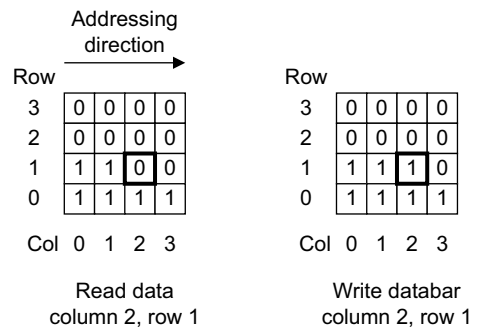 Addressing
direction
Row
3 0 0 0 0
2 0 0 0 0
1 1 1 0 0
0 1 1 1 1
Col 0 1 2 3
Read data
column 2, row 1
Row
3 0 0 0 0
2 0 0 0 0
1 1 1 1 0
0 1 1 1 1
Col 0 1 2 3
Write databar
column 2, row 1